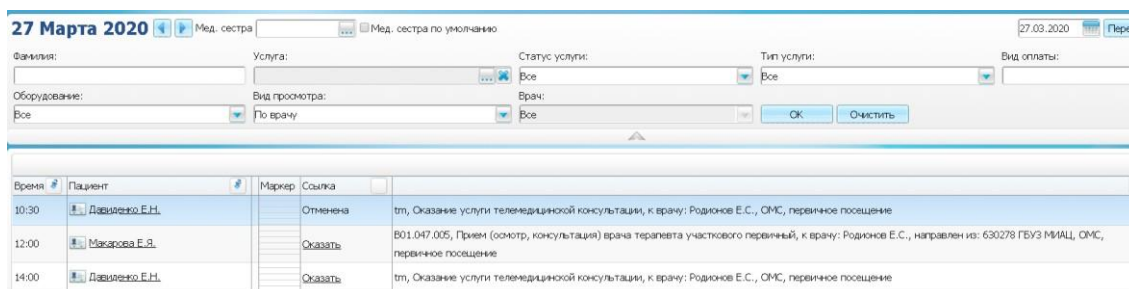 27 Марта 2020 Мед. сестра ... Мед. сестра по умолчанию 27.03.2020 Пере
Фамилия: Услуга: Статус услуги: Тип услуги: Вид оплаты:
... Все Все
Оборудование: Вид просмотра: Врач:
Все По врачу Все ОК Очистить
Время Пациент Маркер Ссылка
10:30 Давиденко Е.Н. Отменена tm, Оказание услуги телемедицинской консультации, к врачу: Родионов Е.С., ОМС, первичное посещение
12:00 Макарова Е.Я. Оказать B01.047.005, Прием (осмотр, консультация) врача терапевта участкового первичный, к врачу: Родионов Е.С., направлен из: 630278 ГБУЗ МИАЦ, ОМС,
первичное посещение
14:00 Давиденко Е.Н. Оказать tm, Оказание услуги телемедицинской консультации, к врачу: Родионов Е.С., ОМС, первичное посещение